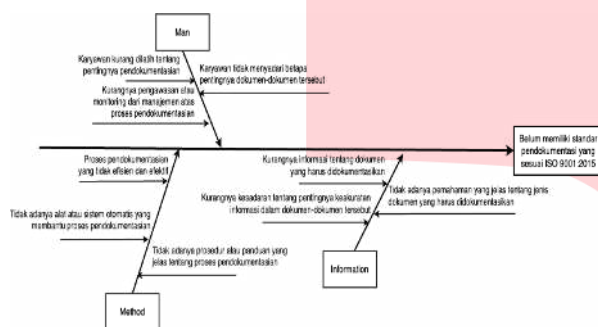 Man
Karyawan kurang dilatih tentang
pentingnya pendokumentasian
Karyawan tidak menyadari betapa
pentingnya dokumen-dokumen tersebut
Kurangnya pengawasan atau
monitoring dari manajemen atas
proses pendokumentasian
Belum memiliki standar
pendokumentasi yang
sesuai ISO 9001 2015
Proses pendokumentasian
yang tidak efisien dan efektif
Kurangnya informasi tentang dokumen
yang harus didokumentasikan
Tidak adanya pemahaman yang jelas tentang jenis
dokumen yang harus didokumentasikan
Kurangnya kesadaran tentang pentingnya keakuratan
informasi dalam dokumen-dokumen tersebut
Tidak adanya alat atau sistem otomatis yang
membantu proses pendokumentasian
Tidak adanya prosedur atau panduan yang
jelas tentang proses pendokumentasian
Information
Method